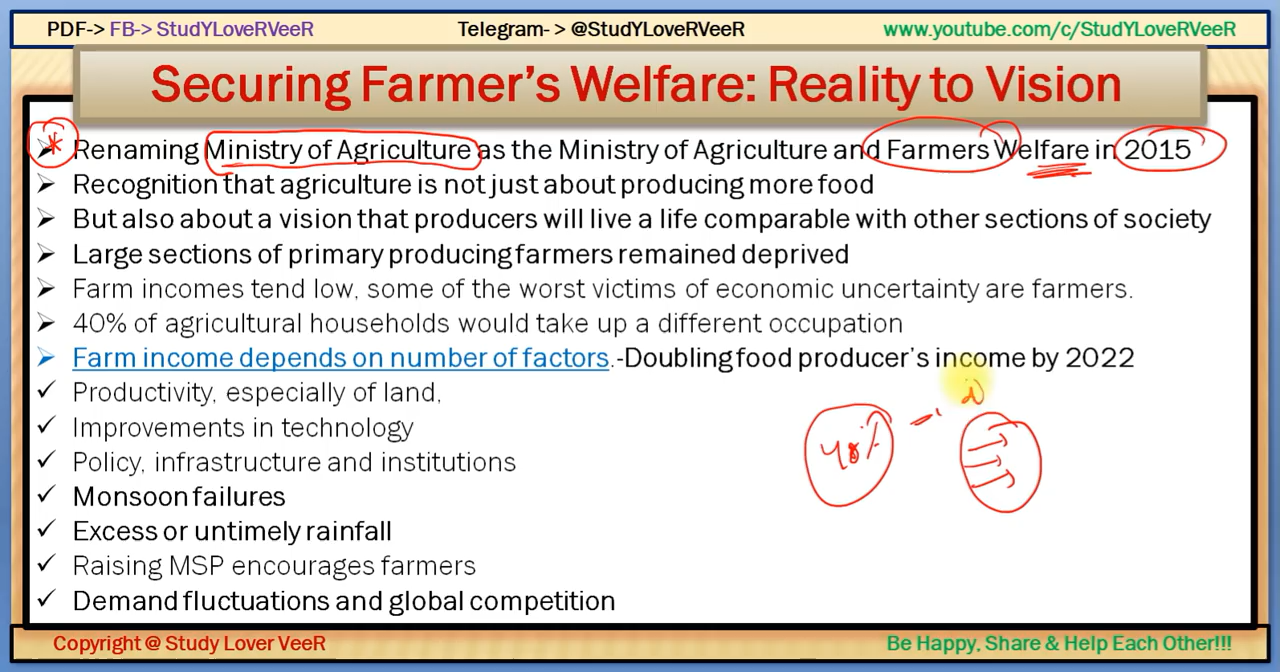 PDF-> FB-> StudYLoveRVeeR Telegram- > @StudYLoveRVeeR www.youtube.com/c/StudYLoveRVeeR
Securing Farmer's Welfare: Reality to Vision
➢ Renaming Ministry of Agriculture as the Ministry of Agriculture and Farmers Welfare in 2015
➢ Recognition that agriculture is not just about producing more food
➢ But also about a vision that producers will live a life comparable with other sections of society
➢ Large sections of primary producing farmers remained deprived
➢ Farm incomes tend low, some of the worst victims of economic uncertainty are farmers.
➢ 40% of agricultural households would take up a different occupation
➢ Farm income depends on number of factors.-Doubling food producer's income by 2022
✓ Productivity, especially of land,
✓ Improvements in technology
✓ Policy, infrastructure and institutions
✓ Monsoon failures
✓ Excess or untimely rainfall
✓ Raising MSP encourages farmers
✓ Demand fluctuations and global competition
Copyright @ Study Lover VeeR Be Happy, Share & Help Each Other!!!